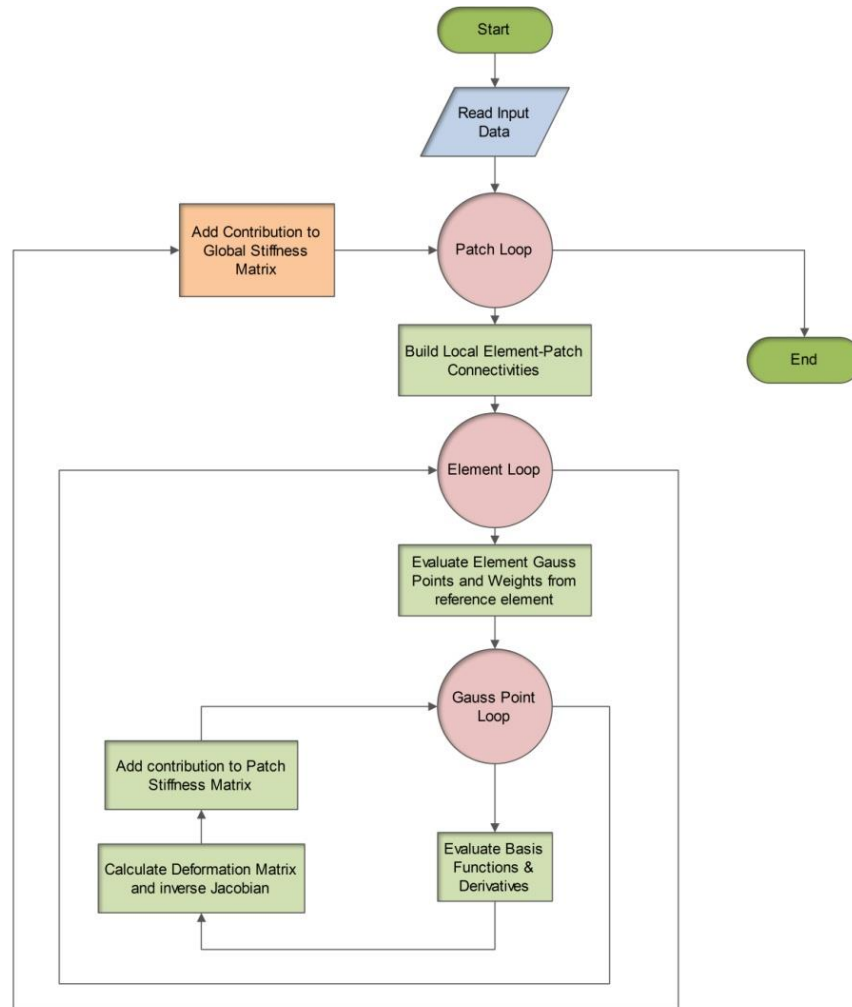 Start
Read Input
Data
Add Contribution to
Global Stiffness
Matrix
Patch Loop
Build Local Element-Patch
Connectivities
End
Element Loop
Evaluate Element Gauss
Points and Weights from
reference element
Gauss Point
Loop
Add contribution to Patch
Stiffness Matrix
Evaluate Basis
Functions &
Derivatives
Calculate Deformation Matrix
and inverse Jacobian